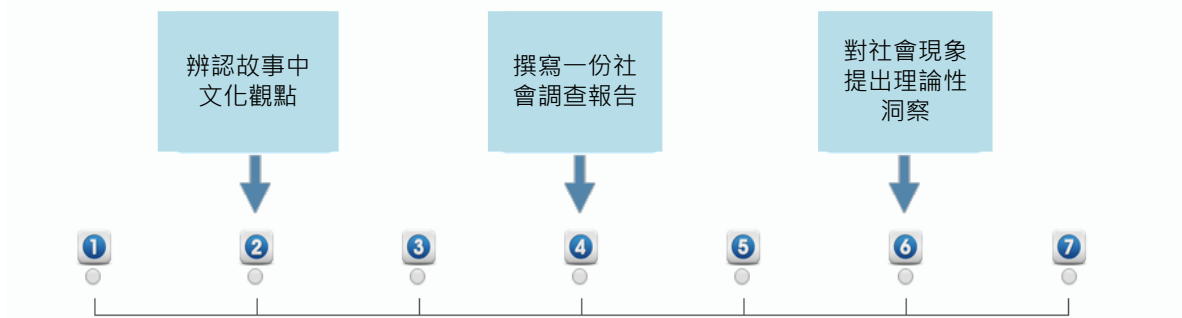 辨認故事中
文化觀點
撰寫一份社
會調查報告
對社會現象
提出理論性
洞察
1 2 3 4 5 6 7